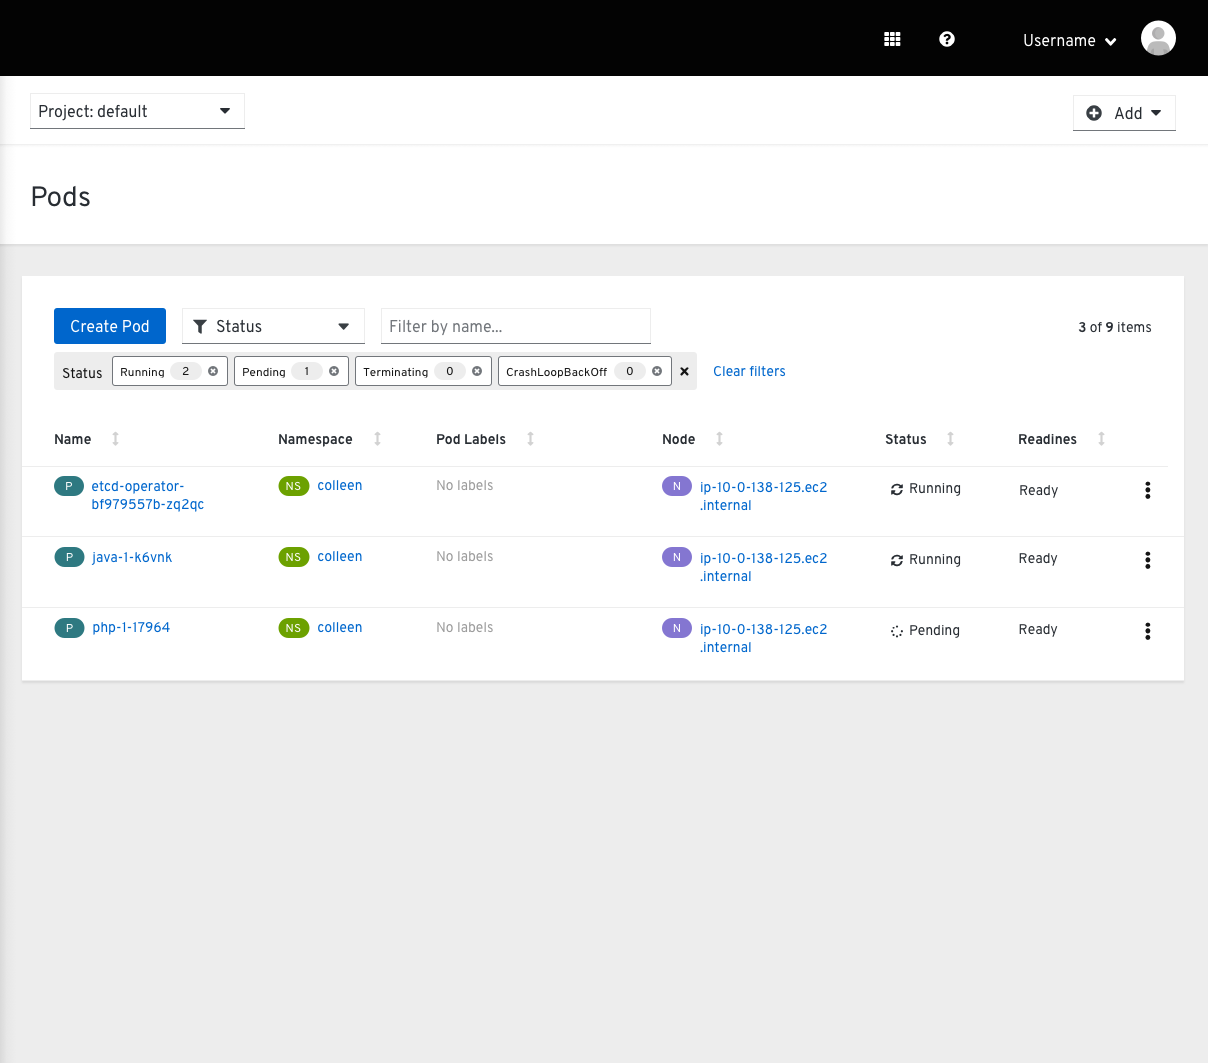 Username
Project: default
Add
Pods
Create Pod Status Filter by name... 3 of 9 items
Status Running 2 Pending 1 Terminating 0 CrashLoopBackOff 0 Clear filters
Name Namespace Pod Labels Node Status Readines
P etcd-operator- NS colleen No labels N ip-10-0-138-125.ec2 Running Ready
bf979557b-zq2qc .internal
P java-1-k6vnk NS colleen No labels N ip-10-0-138-125.ec2 Running Ready
.internal
P php-1-17964 NS colleen No labels N ip-10-0-138-125.ec2 Pending Ready
.internal